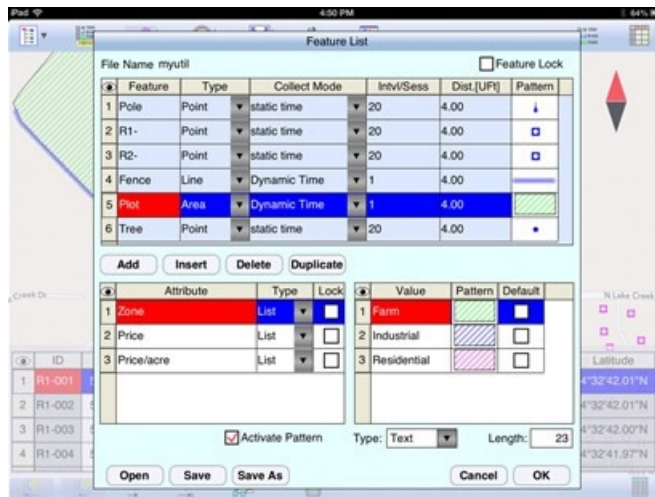 iPad 4:50 PM 64%
Feature List
File Name myutil Feature Lock
Feature Type Collect Mode Intvl/Sess Dist.[UFt] Pattern
1 Pole Point static time 20 4.00
2 R1- Point static time 20 4.00
3 R2- Point static time 20 4.00
4 Fence Line Dynamic Time 1 4.00
5 Plot Area Dynamic Time 1 4.00
6 Tree Point static time 20 4.00
Add Insert Delete Duplicate
Creek Dr
N Lake Creek
Attribute Type Lock
1 Zone List
2 Price List
3 Price/acre List
Value Pattern Default
1 Farm
2 Industrial
3 Residential
ID Latitude
1 R1-001 4°32'42.01"N
2 R1-002 4°32'42.01"N
3 R1-003 4°32'42.00"N
4 R1-004 4°32'41.97"N
Activate Pattern Type: Text Length: 23
Open Save Save As Cancel OK